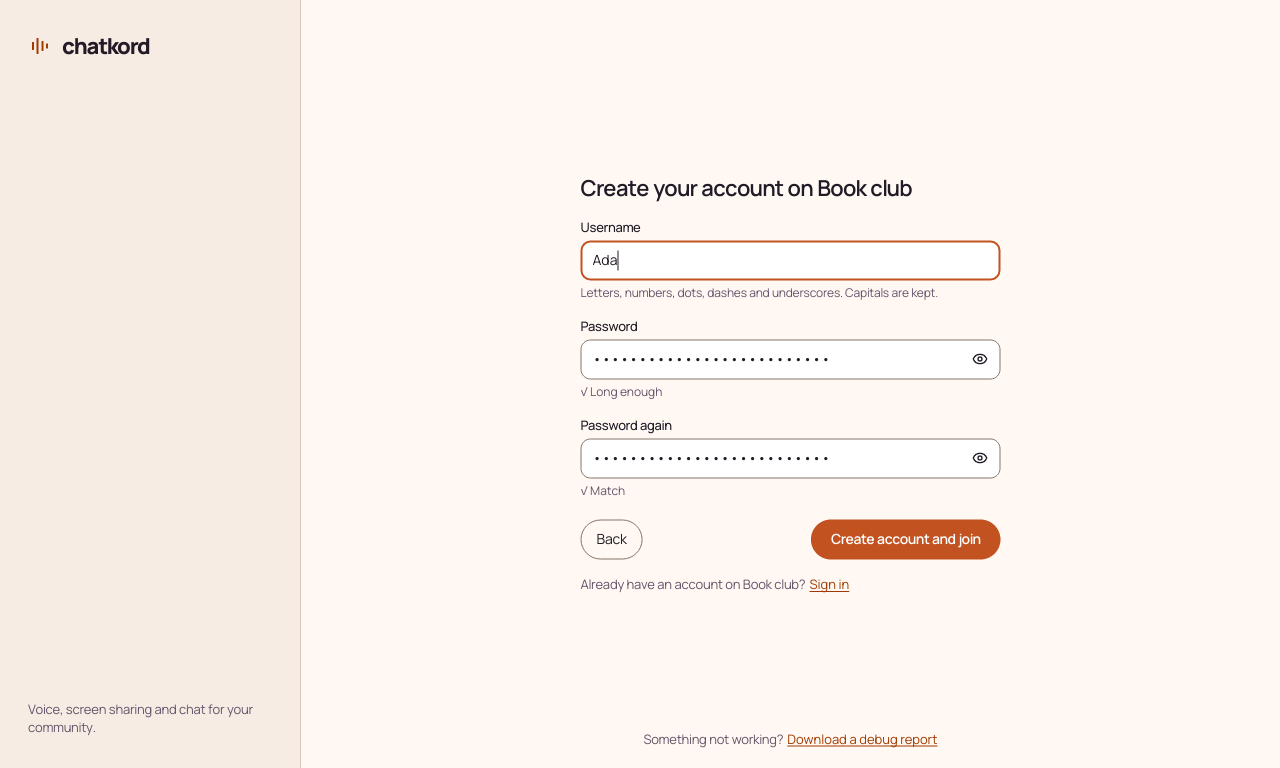 chatkord
Create your account on Book club
Username
Ada
Letters, numbers, dots, dashes and underscores. Capitals are kept.
Password
••••••••••••••••••••••••••
√ Long enough
Password again
••••••••••••••••••••••••••
√ Match
Back
Create account and join
Already have an account on Book club? Sign in
Voice, screen sharing and chat for your
community.
Something not working? Download a debug report